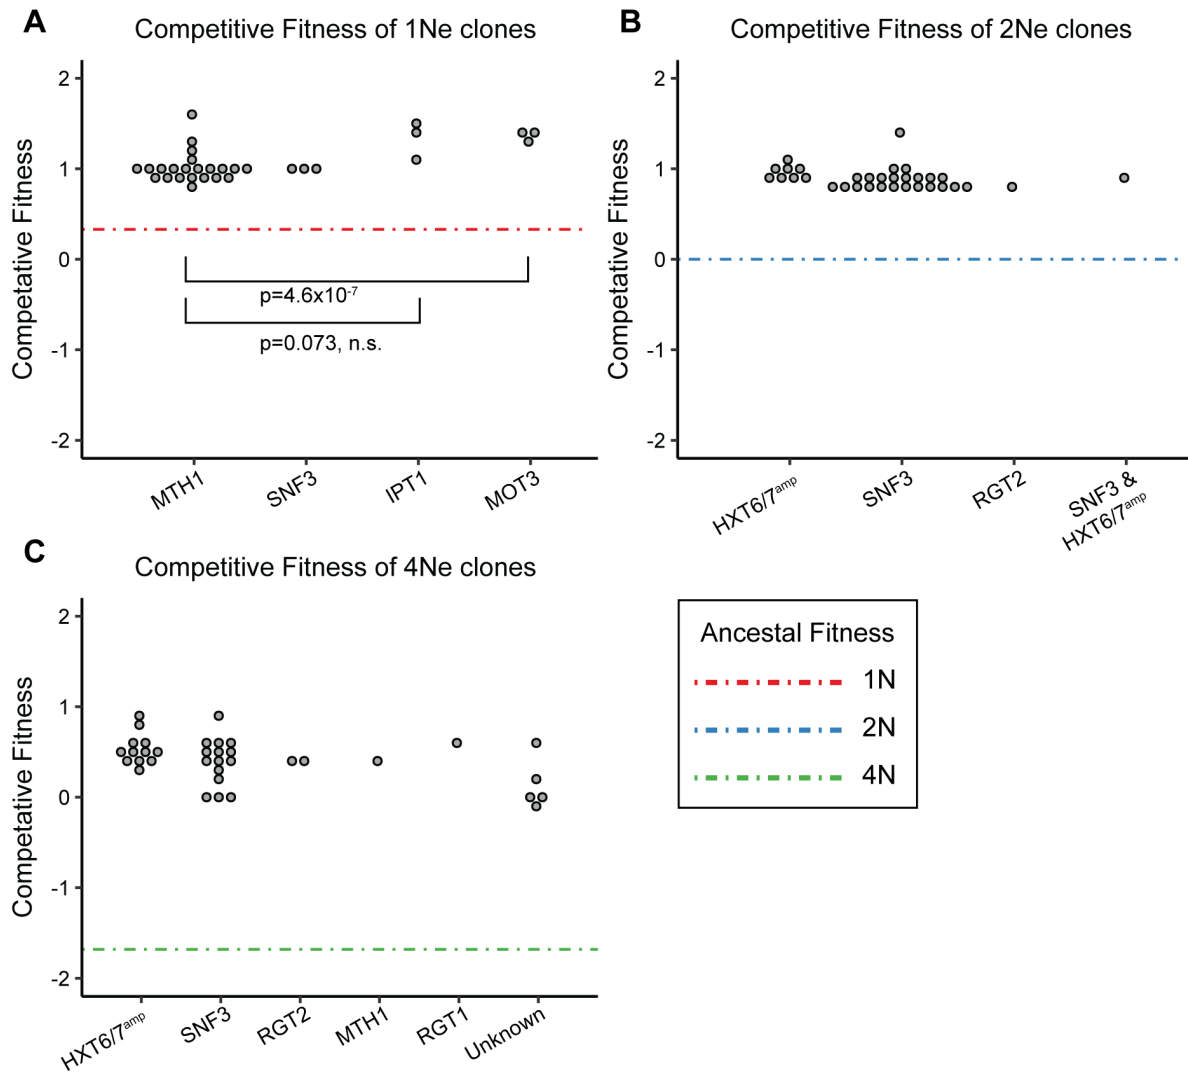 A
Competitive Fitness of 1Ne clones
Competative Fitness
2
1
0
-1
-2
p=4.6x10⁻⁷
p=0.073, n.s.
MTH1
SNF3
IPT1
MOT3
B
Competitive Fitness of 2Ne clones
Competative Fitness
2
1
0
-1
-2
HXT6/7ᵃᵐᵖ
SNF3
RGT2
SNF3 &
HXT6/7ᵃᵐᵖ
C
Competitive Fitness of 4Ne clones
Competative Fitness
2
1
0
-1
-2
HXT6/7ᵃᵐᵖ
SNF3
RGT2
MTH1
RGT1
Unknown
Ancestal Fitness
1N
2N
4N